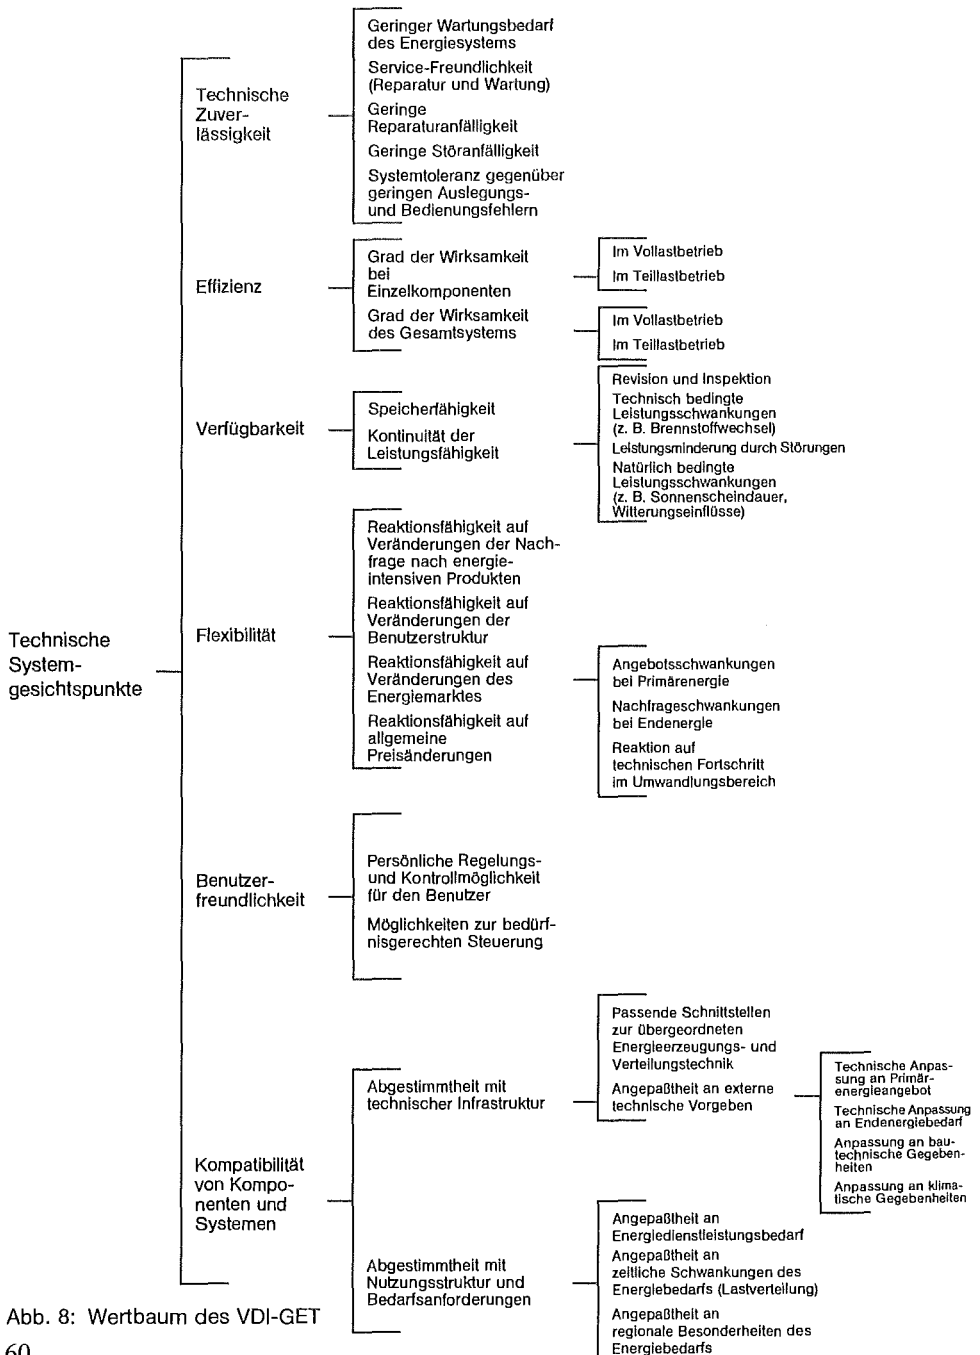 Technische
System-
gesichtspunkte
Technische
Zuver-
lässigkeit
Geringer Wartungsbedarf
des Energiesystems
Service-Freundlichkeit
(Reparatur und Wartung)
Geringe
Reparaturanfälligkeit
Geringe Störanfälligkeit
Systemtoleranz gegenüber
geringen Auslegungs-
und Bedienungsfehlern
Effizienz
Grad der Wirksamkeit
bei
Einzelkomponenten
Im Vollastbetrieb
Im Teillastbetrieb
Grad der Wirksamkeit
des Gesamtsystems
Im Vollastbetrieb
Im Teillastbetrieb
Verfügbarkeit
Speicherfähigkeit
Kontinuität der
Leistungsfähigkeit
Revision und Inspektion
Technisch bedingte
Leistungsschwankungen
(z. B. Brennstoffwechsel)
Leistungsminderung durch Störungen
Natürlich bedingte
Leistungsschwankungen
(z. B. Sonnenscheindauer,
Witterungseinflüsse)
Flexibilität
Reaktionsfähigkeit auf
Veränderungen der Nach-
frage nach energie-
intensiven Produkten
Reaktionsfähigkeit auf
Veränderungen der
Benutzerstruktur
Reaktionsfähigkeit auf
Veränderungen des
Energiemarktes
Reaktionsfähigkeit auf
allgemeine
Preisänderungen
Angebotsschwankungen
bei Primärenergie
Nachfrageschwankungen
bei Endenergie
Reaktion auf
technischen Fortschritt
im Umwandlungsbereich
Benutzer-
freundlichkeit
Persönliche Regelungs-
und Kontrollmöglichkeit
für den Benutzer
Möglichkeiten zur bedürf-
nisgerechten Steuerung
Kompatibilität
von Kompo-
nenten und
Systemen
Abgestimmtheit mit
technischer Infrastruktur
Passende Schnittstellen
zur übergeordneten
Energieerzeugungs- und
Verteilungstechnik
Angepaßtheit an externe
technische Vorgeben
Technische Anpas-
sung an Primär-
energieangebot
Technische Anpassung
an Endenergiebedarf
Anpassung an bau-
technische Gegeben-
heiten
Anpassung an klima-
tische Gegebenheiten
Abgestimmtheit mit
Nutzungsstruktur und
Bedarfsanforderungen
Angepaßtheit an
Energiedienstleistungsbedarf
Angepaßtheit an
zeitliche Schwankungen des
Energiebedarfs (Lastverteilung)
Angepaßtheit an
regionale Besonderheiten des
Energiebedarfs
Abb. 8: Wertbaum des VDI-GET
60